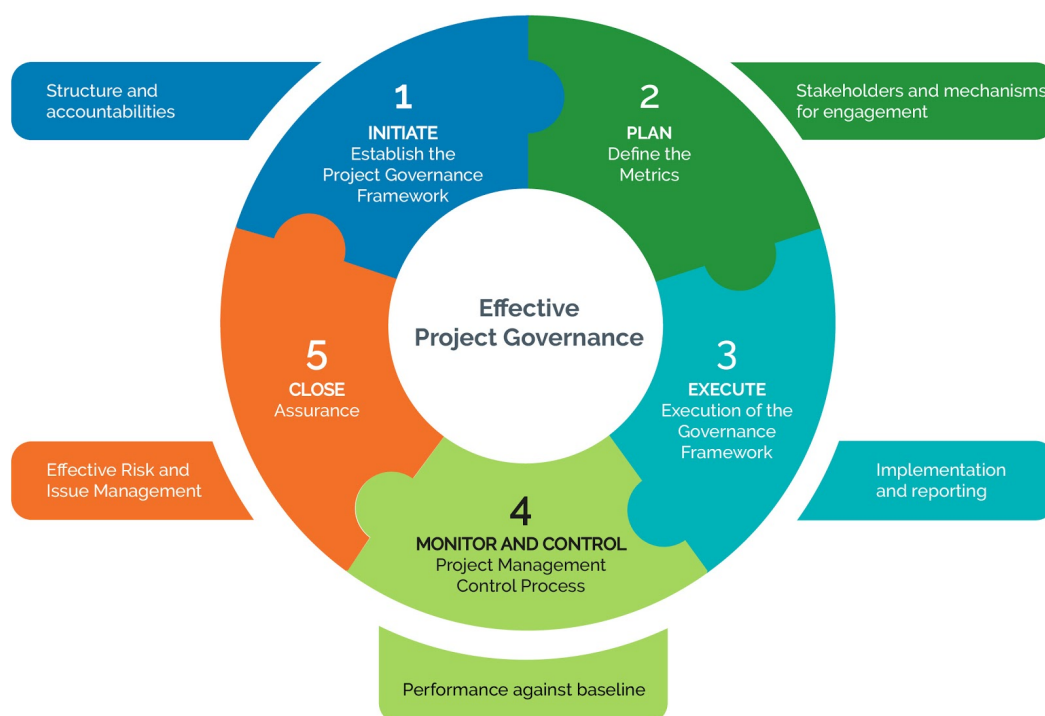 Structure and
accountabilities
1
INITIATE
Establish the
Project Governance
Framework
2
PLAN
Define the
Metrics
Stakeholders and mechanisms
for engagement
Effective
Project Governance
3
EXECUTE
Execution of the
Governance
Framework
Implementation
and reporting
4
MONITOR AND CONTROL
Project Management
Control Process
Performance against baseline
5
CLOSE
Assurance
Effective Risk and
Issue Management